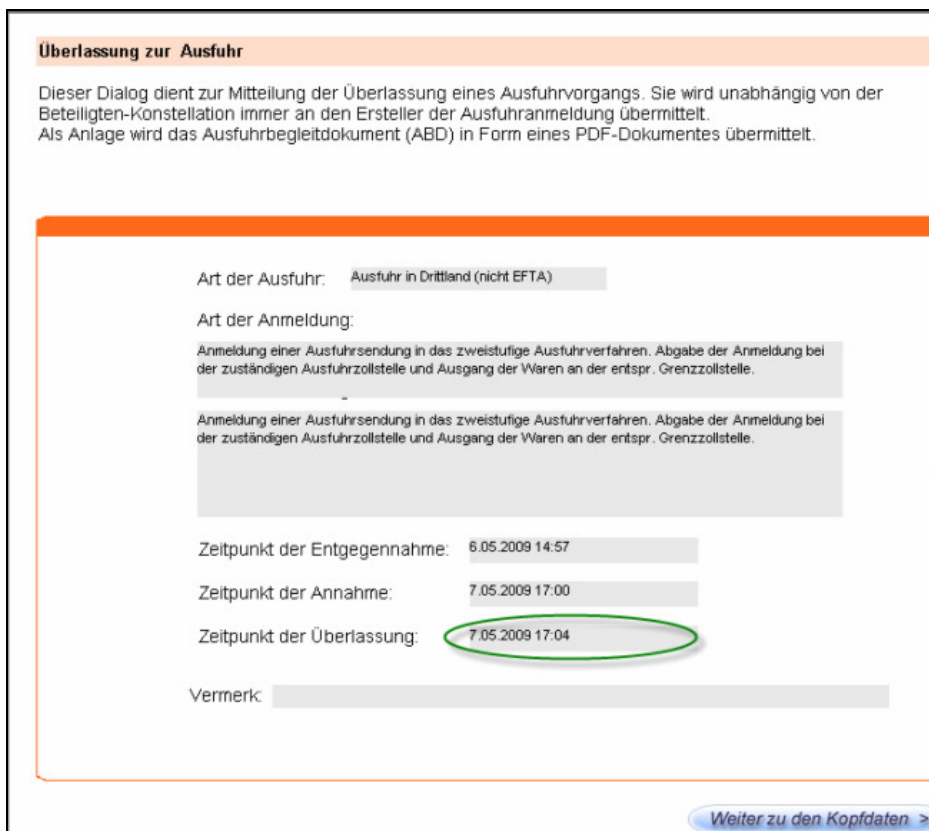 Überlassung zur Ausfuhr
Dieser Dialog dient zur Mitteilung der Überlassung eines Ausfuhrvorgangs. Sie wird unabhängig von der
Beteiligten-Konstellation immer an den Ersteller der Ausfuhranmeldung übermittelt.
Als Anlage wird das Ausfuhrbegleitdokument (ABD) in Form eines PDF-Dokumentes übermittelt.
Art der Ausfuhr: Ausfuhr in Drittland (nicht EFTA)
Art der Anmeldung:
Anmeldung einer Ausfuhrsendung in das zweistufige Ausfuhrverfahren. Abgabe der Anmeldung bei
der zuständigen Ausfuhrzollstelle und Ausgang der Waren an der entspr. Grenzzollstelle.
Anmeldung einer Ausfuhrsendung in das zweistufige Ausfuhrverfahren. Abgabe der Anmeldung bei
der zuständigen Ausfuhrzollstelle und Ausgang der Waren an der entspr. Grenzzollstelle.
Zeitpunkt der Entgegennahme: 6.05.2009 14:57
Zeitpunkt der Annahme: 7.05.2009 17:00
Zeitpunkt der Überlassung: 7.05.2009 17:04
Vermerk:
Weiter zu den Kopfdaten >